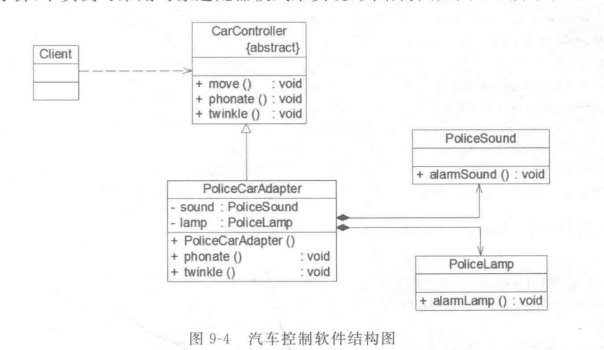 CarController
{abstract}
+ move () : void
+ phonate () : void
+ twinkle () : void
Client
PoliceSound
+ alarmSound () : void
PoliceCarAdapter
- sound : PoliceSound
- lamp : PoliceLamp
+ PoliceCarAdapter ()
+ phonate () : void
+ twinkle () : void
PoliceLamp
+ alarmLamp () : void
图 9-4 汽车控制软件结构图